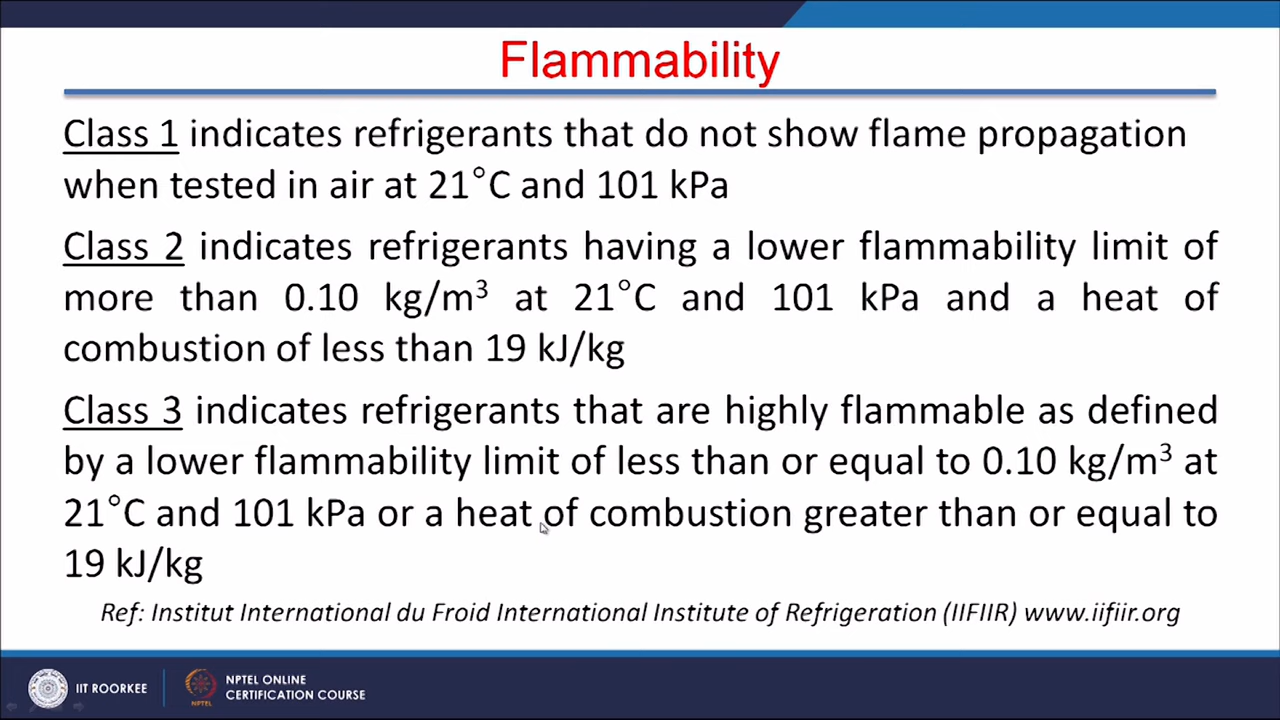 Flammability
Class 1 indicates refrigerants that do not show flame propagation
when tested in air at 21°C and 101 kPa
Class 2 indicates refrigerants having a lower flammability limit of
more than 0.10 kg/m³ at 21°C and 101 kPa and a heat of
combustion of less than 19 kJ/kg
Class 3 indicates refrigerants that are highly flammable as defined
by a lower flammability limit of less than or equal to 0.10 kg/m³ at
21°C and 101 kPa or a heat of combustion greater than or equal to
19 kJ/kg
Ref: Institut International du Froid International Institute of Refrigeration (IIFIIR) www.iifiir.org
IIT ROORKEE
NPTEL
NPTEL ONLINE
CERTIFICATION COURSE